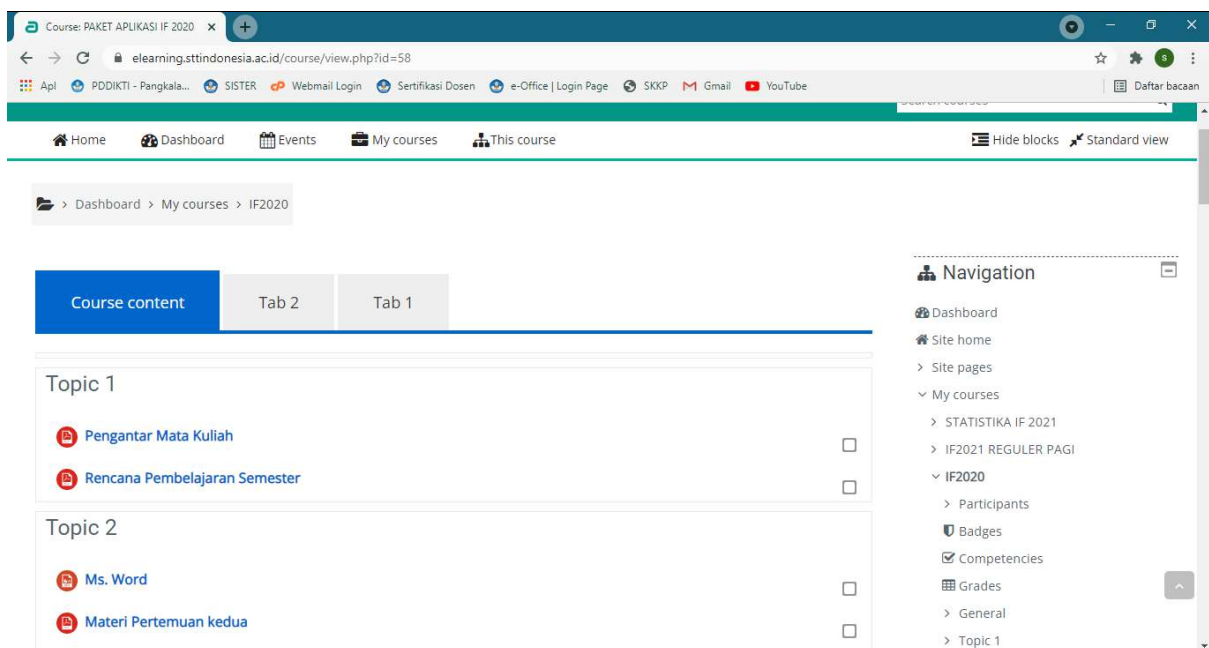 Course: PAKET APLIKASI IF 2020
elearning.sttindonesia.ac.id/course/view.php?id=58
S
Apl PDDIKTI - Pangkala... SISTER cP Webmail Login Sertifikasi Dosen e-Office | Login Page SKKP Gmail YouTube Daftar bacaan
Search courses
Home Dashboard Events My courses This course Hide blocks Standard view
> Dashboard > My courses > IF2020
Course content Tab 2 Tab 1
Topic 1
Pengantar Mata Kuliah
Rencana Pembelajaran Semester
Topic 2
Ms. Word
Materi Pertemuan kedua
Navigation
Dashboard
Site home
Site pages
My courses
STATISTIKA IF 2021
IF2021 REGULER PAGI
IF2020
Participants
Badges
Competencies
Grades
General
Topic 1